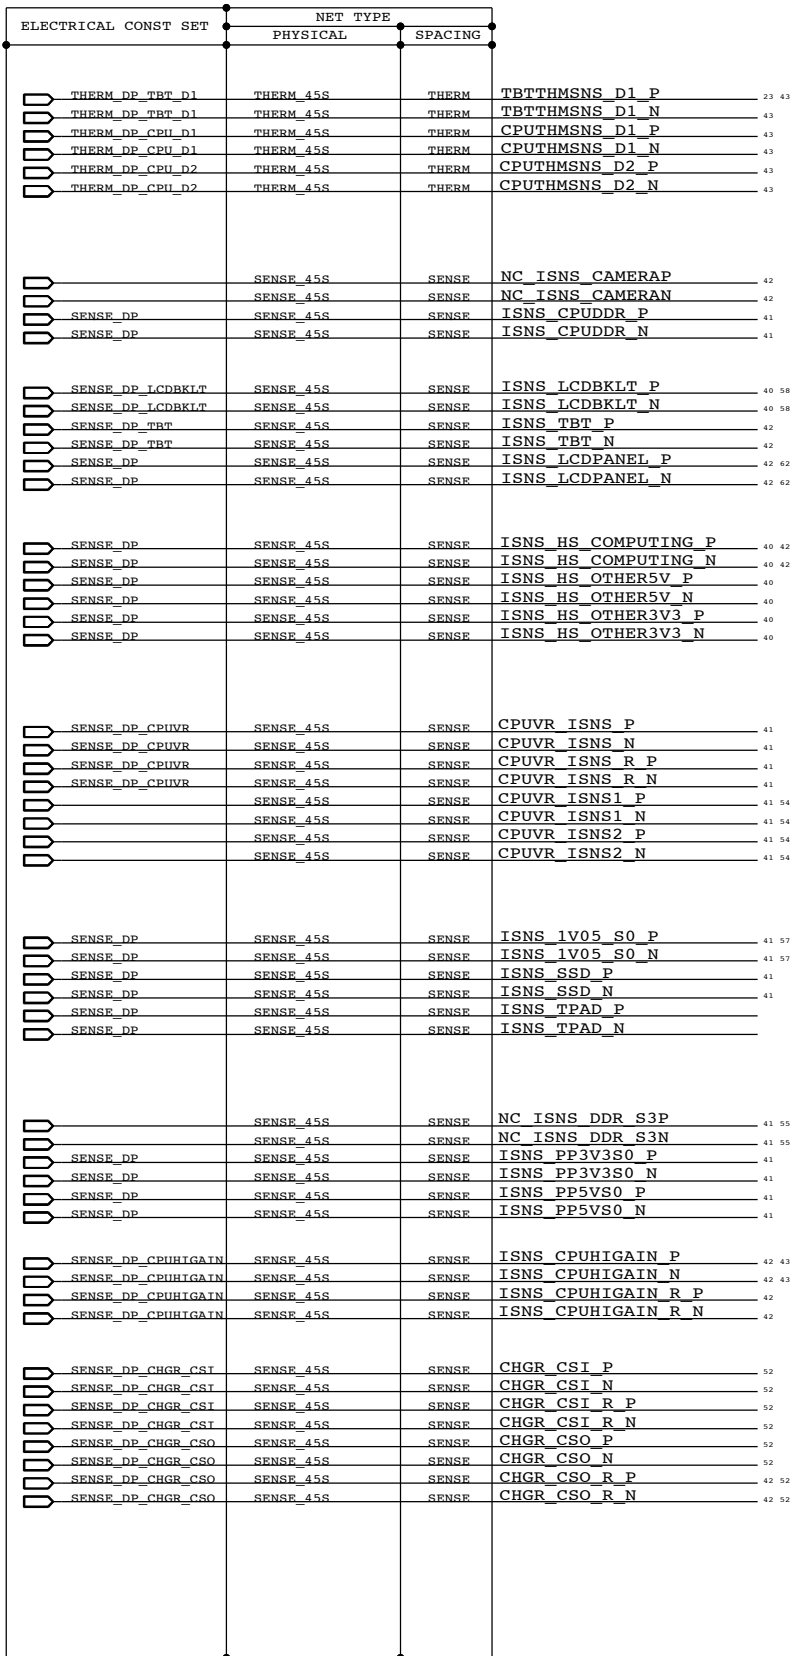 ELECTRICAL CONST SET NET TYPE
PHYSICAL SPACING
THERM_DP_TBT_D1 THERM_45S THERM TBTTHMSNS_D1_P 23 43
THERM_DP_TBT_D1 THERM_45S THERM TBTTHMSNS_D1_N 43
THERM_DP_CPU_D1 THERM_45S THERM CPUTHMSNS_D1_P 43
THERM_DP_CPU_D1 THERM_45S THERM CPUTHMSNS_D1_N 43
THERM_DP_CPU_D2 THERM_45S THERM CPUTHMSNS_D2_P 43
THERM_DP_CPU_D2 THERM_45S THERM CPUTHMSNS_D2_N 43
SENSE_45S SENSE NC_ISNS_CAMERAP 42
SENSE_45S SENSE NC_ISNS_CAMERAN 42
SENSE_DP SENSE_45S SENSE ISNS_CPUDDR_P 41
SENSE_DP SENSE_45S SENSE ISNS_CPUDDR_N 41
SENSE_DP_LCDBKLT SENSE_45S SENSE ISNS_LCDBKLT_P 40 58
SENSE_DP_LCDBKLT SENSE_45S SENSE ISNS_LCDBKLT_N 40 58
SENSE_DP_TBT SENSE_45S SENSE ISNS_TBT_P 42
SENSE_DP_TBT SENSE_45S SENSE ISNS_TBT_N 42
SENSE_DP SENSE_45S SENSE ISNS_LCDPANEL_P 42 62
SENSE_DP SENSE_45S SENSE ISNS_LCDPANEL_N 42 62
SENSE_DP SENSE_45S SENSE ISNS_HS_COMPUTING_P 40 42
SENSE_DP SENSE_45S SENSE ISNS_HS_COMPUTING_N 40 42
SENSE_DP SENSE_45S SENSE ISNS_HS_OTHER5V_P 40
SENSE_DP SENSE_45S SENSE ISNS_HS_OTHER5V_N 40
SENSE_DP SENSE_45S SENSE ISNS_HS_OTHER3V3_P 40
SENSE_DP SENSE_45S SENSE ISNS_HS_OTHER3V3_N 40
SENSE_DP_CPUVR SENSE_45S SENSE CPUVR_ISNS_P 41
SENSE_DP_CPUVR SENSE_45S SENSE CPUVR_ISNS_N 41
SENSE_DP_CPUVR SENSE_45S SENSE CPUVR_ISNS_R_P 41
SENSE_DP_CPUVR SENSE_45S SENSE CPUVR_ISNS_R_N 41
SENSE_45S SENSE CPUVR_ISNS1_P 41 54
SENSE_45S SENSE CPUVR_ISNS1_N 41 54
SENSE_45S SENSE CPUVR_ISNS2_P 41 54
SENSE_45S SENSE CPUVR_ISNS2_N 41 54
SENSE_DP SENSE_45S SENSE ISNS_1V05_S0_P 41 57
SENSE_DP SENSE_45S SENSE ISNS_1V05_S0_N 41 57
SENSE_DP SENSE_45S SENSE ISNS_SSD_P 41
SENSE_DP SENSE_45S SENSE ISNS_SSD_N 41
SENSE_DP SENSE_45S SENSE ISNS_TPAD_P
SENSE_DP SENSE_45S SENSE ISNS_TPAD_N
SENSE_45S SENSE NC_ISNS_DDR_S3P 41 55
SENSE_45S SENSE NC_ISNS_DDR_S3N 41 55
SENSE_DP SENSE_45S SENSE ISNS_PP3V3S0_P 41
SENSE_DP SENSE_45S SENSE ISNS_PP3V3S0_N 41
SENSE_DP SENSE_45S SENSE ISNS_PP5VS0_P 41
SENSE_DP SENSE_45S SENSE ISNS_PP5VS0_N 41
SENSE_DP_CPUHIGAIN SENSE_45S SENSE ISNS_CPUHIGAIN_P 42 43
SENSE_DP_CPUHIGAIN SENSE_45S SENSE ISNS_CPUHIGAIN_N 42 43
SENSE_DP_CPUHIGAIN SENSE_45S SENSE ISNS_CPUHIGAIN_R_P 42
SENSE_DP_CPUHIGAIN SENSE_45S SENSE ISNS_CPUHIGAIN_R_N 42
SENSE_DP_CHGR_CSI SENSE_45S SENSE CHGR_CSI_P 52
SENSE_DP_CHGR_CSI SENSE_45S SENSE CHGR_CSI_N 52
SENSE_DP_CHGR_CSI SENSE_45S SENSE CHGR_CSI_R_P 52
SENSE_DP_CHGR_CSI SENSE_45S SENSE CHGR_CSI_R_N 52
SENSE_DP_CHGR_CSO SENSE_45S SENSE CHGR_CSO_P 52
SENSE_DP_CHGR_CSO SENSE_45S SENSE CHGR_CSO_N 52
SENSE_DP_CHGR_CSO SENSE_45S SENSE CHGR_CSO_R_P 42 52
SENSE_DP_CHGR_CSO SENSE_45S SENSE CHGR_CSO_R_N 42 52